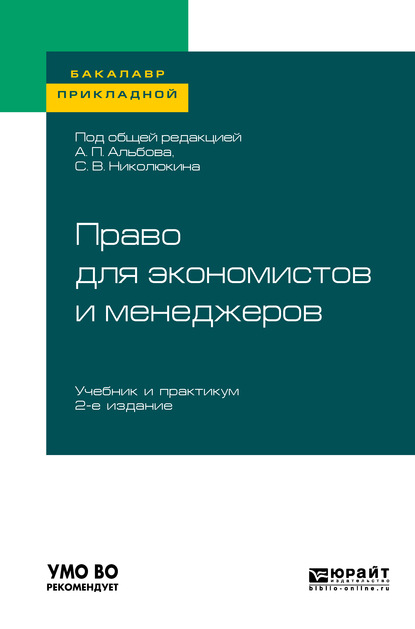 БАКАЛАВР
ПРИКЛАДНОЙ
Под общей редакцией
А. П. Альбова,
С. В. Николюкина
Право
для экономистов
и менеджеров
Учебник и практикум
2-е издание
УМО ВО
РЕКОМЕНДУЕТ
юрайт
издательство
biblio-online.ru